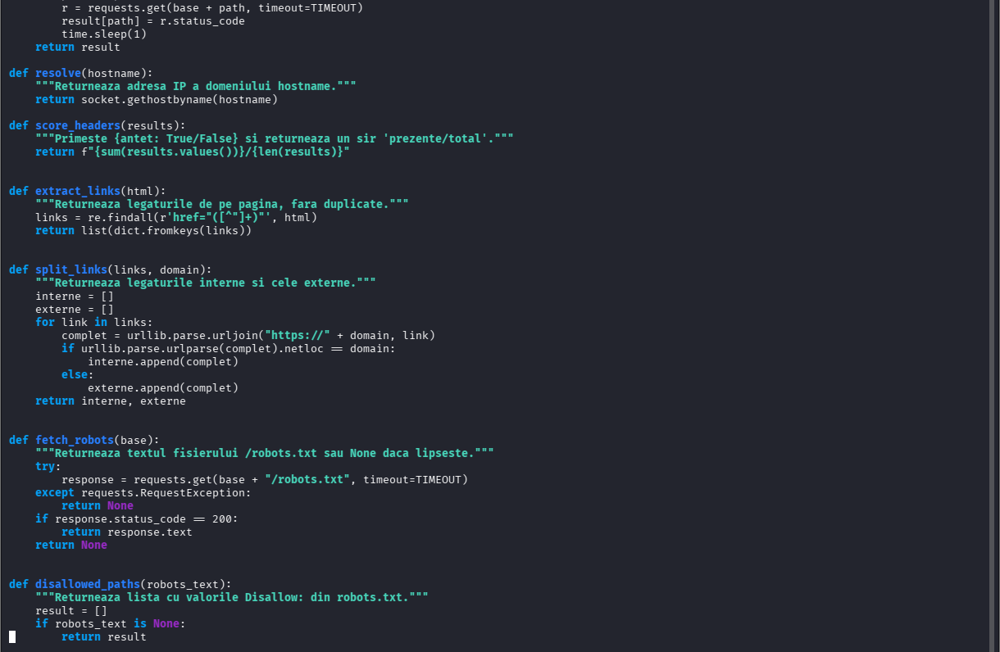 r = requests.get(base + path, timeout=TIMEOUT)
        result[path] = r.status_code
        time.sleep(1)
    return result

def resolve(hostname):
    """Returneaza adresa IP a domeniului hostname."""
    return socket.gethostbyname(hostname)

def score_headers(results):
    """Primeste {antet: True/False} si returneaza un sir 'prezente/total'."""
    return f"{sum(results.values())}/{len(results)}"


def extract_links(html):
    """Returneaza legaturile de pe pagina, fara duplicate."""
    links = re.findall(r'href="([^"]+)"', html)
    return list(dict.fromkeys(links))


def split_links(links, domain):
    """Returneaza legaturile interne si cele externe."""
    interne = []
    externe = []
    for link in links:
        complet = urllib.parse.urljoin("https://" + domain, link)
        if urllib.parse.urlparse(complet).netloc == domain:
            interne.append(complet)
        else:
            externe.append(complet)
    return interne, externe


def fetch_robots(base):
    """Returneaza textul fisierului /robots.txt sau None daca lipseste."""
    try:
        response = requests.get(base + "/robots.txt", timeout=TIMEOUT)
    except requests.RequestException:
        return None
    if response.status_code == 200:
        return response.text
    return None


def disallowed_paths(robots_text):
    """Returneaza lista cu valorile Disallow: din robots.txt."""
    result = []
    if robots_text is None:
        return result